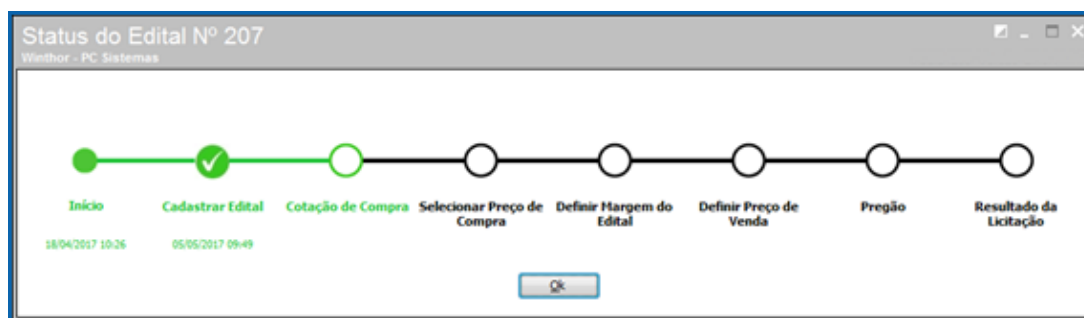 Status do Edital Nº 207
Winthor - PC Sistemas
Início
Cadastrar Edital
Cotação de Compra
Selecionar Preço de
Compra
Definir Margem do
Edital
Definir Preço de
Venda
Pregão
Resultado da
Licitação
18/04/2017 10:26
05/05/2017 09:49
Ok